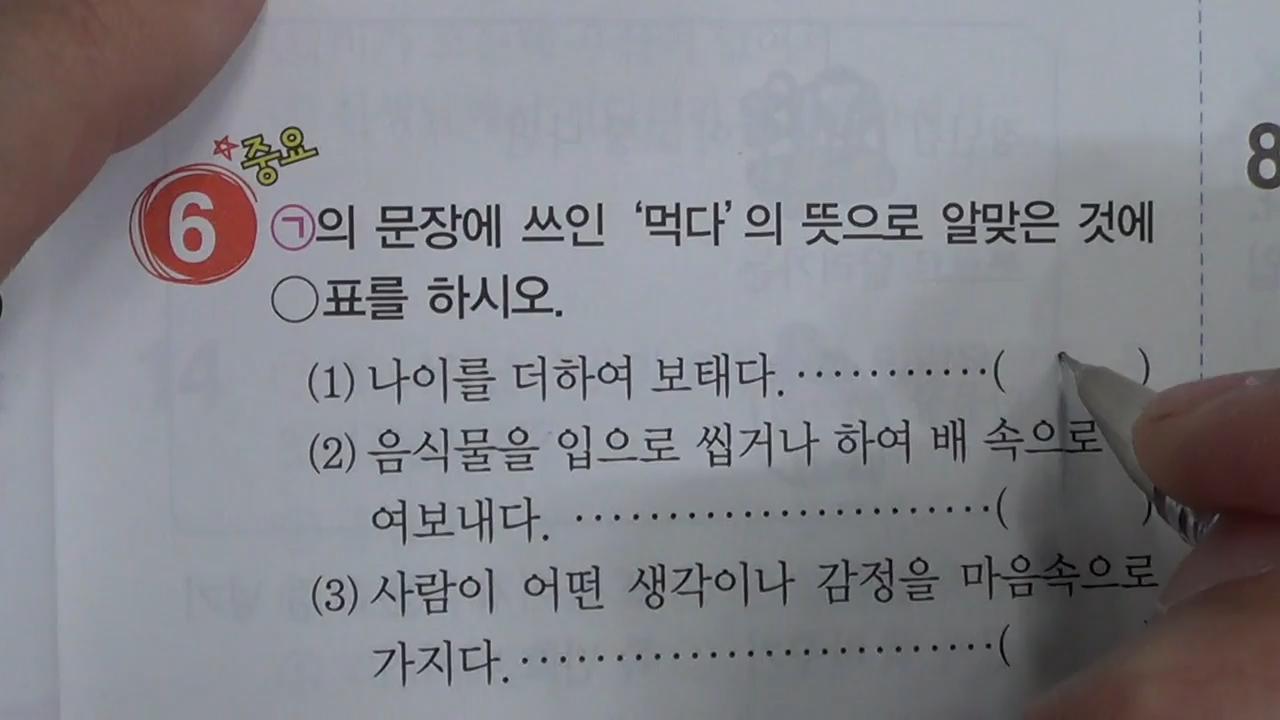 중요
6 ㉠의 문장에 쓰인 ‘먹다’의 뜻으로 알맞은 것에
○표를 하시오.
(1) 나이를 더하여 보태다. ···········( )
(2) 음식물을 입으로 씹거나 하여 배 속으로
여보내다. ······················( )
(3) 사람이 어떤 생각이나 감정을 마음속으로
가지다. ·························(
8